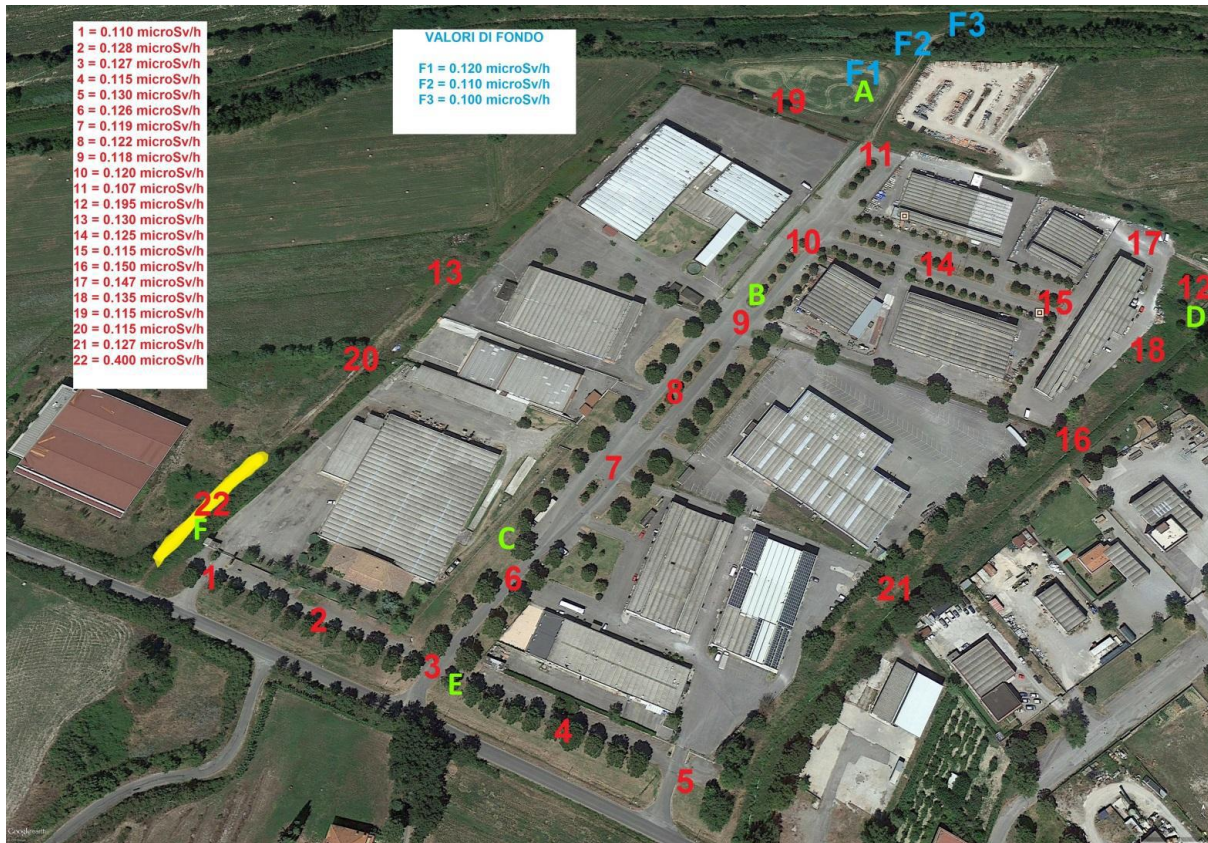 1 = 0.110 microSv/h
2 = 0.128 microSv/h
3 = 0.127 microSv/h
4 = 0.115 microSv/h
5 = 0.130 microSv/h
6 = 0.126 microSv/h
7 = 0.119 microSv/h
8 = 0.122 microSv/h
9 = 0.118 microSv/h
10 = 0.120 microSv/h
11 = 0.107 microSv/h
12 = 0.195 microSv/h
13 = 0.130 microSv/h
14 = 0.125 microSv/h
15 = 0.115 microSv/h
16 = 0.150 microSv/h
17 = 0.147 microSv/h
18 = 0.135 microSv/h
19 = 0.115 microSv/h
20 = 0.115 microSv/h
21 = 0.127 microSv/h
22 = 0.400 microSv/h
VALORI DI FONDO
F1 = 0.120 microSv/h
F2 = 0.110 microSv/h
F3 = 0.100 microSv/h
F3
F2
F1
A
19
11
10
17
14
13
12
B
15
D
9
18
20
8
16
7
22
F
C
1
6
21
2
3
E
4
5